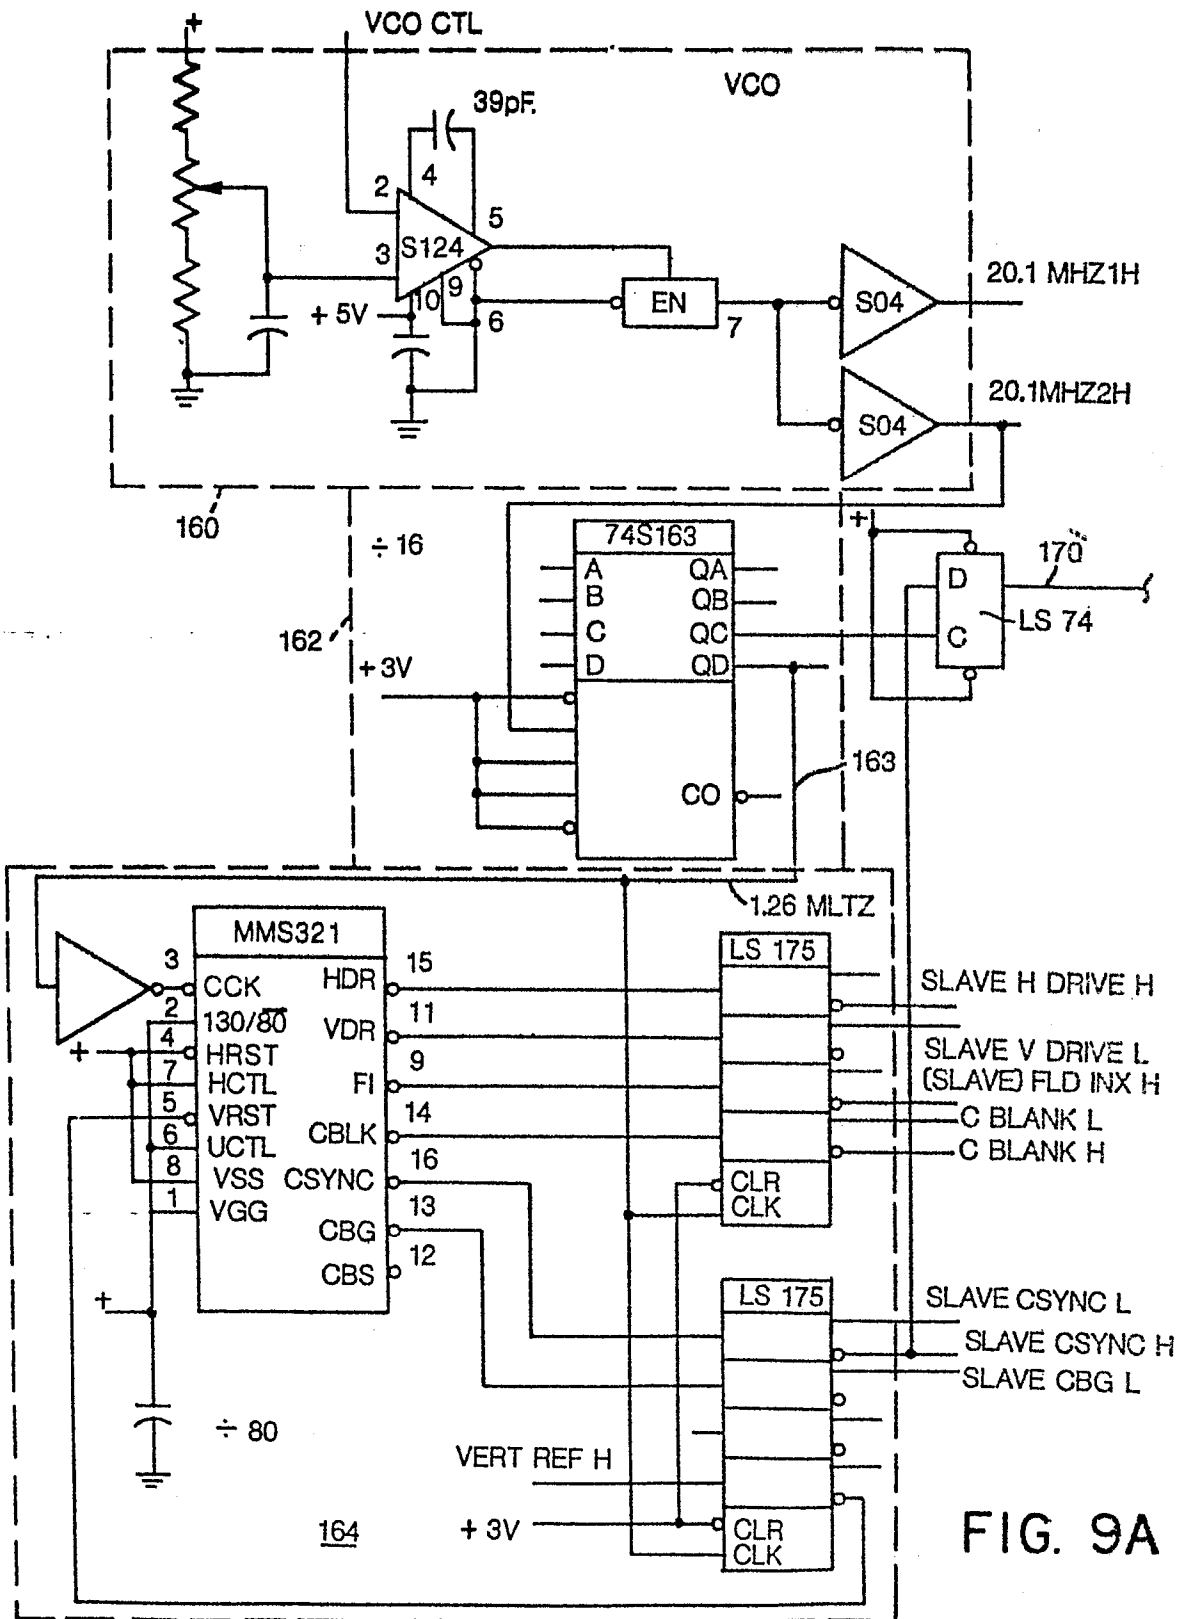 +
VCO CTL
VCO
39pF.
4
2
5
3
S124
10
9
+ 5V
6
EN
7
S04
20.1 MHZ1H
S04
20.1MHZ2H
160
÷ 16
162
+ 3V
74S163
A QA
B QB
C QC
D QD
CO
163
+
D
C
170
LS 74
1.26 MLTZ
MMS321
3 CCK
2 130/80
4 HRST
+
7 HCTL
5 VRST
6 UCTL
8 VSS
1 VGG
HDR 15
VDR 11
FI 9
CBLK 14
CSYNC 16
CBG 13
CBS 12
+
÷ 80
164
LS 175
CLR
CLK
SLAVE H DRIVE H
SLAVE V DRIVE L
(SLAVE) FLD INX H
C BLANK L
C BLANK H
LS 175
SLAVE CSYNC L
SLAVE CSYNC H
SLAVE CBG L
VERT REF H
+ 3V
CLR
CLK
FIG. 9A